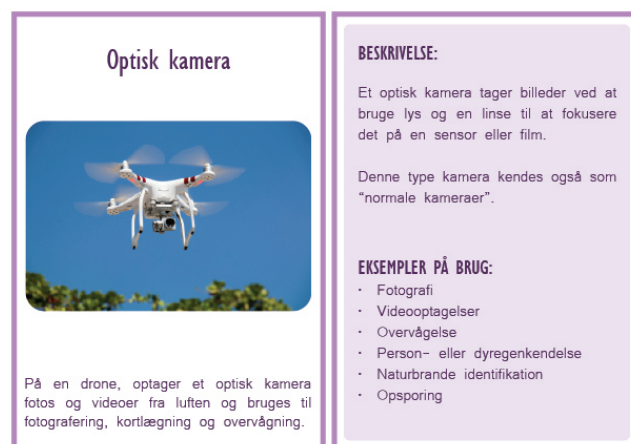 Optisk kamera
På en drone, optager et optisk kamera
fotos og videoer fra luften og bruges til
fotografering, kortlægning og overvågning.
BESKRIVELSE:
Et optisk kamera tager billeder ved at
bruge lys og en linse til at fokusere
det på en sensor eller film.
Denne type kamera kendes også som
“normale kameraer”.
EKSEMPLER PÅ BRUG:
· Fotografi
· Videooptagelser
· Overvågelse
· Person- eller dyregenkendelse
· Naturbrande identifikation
· Opsporing